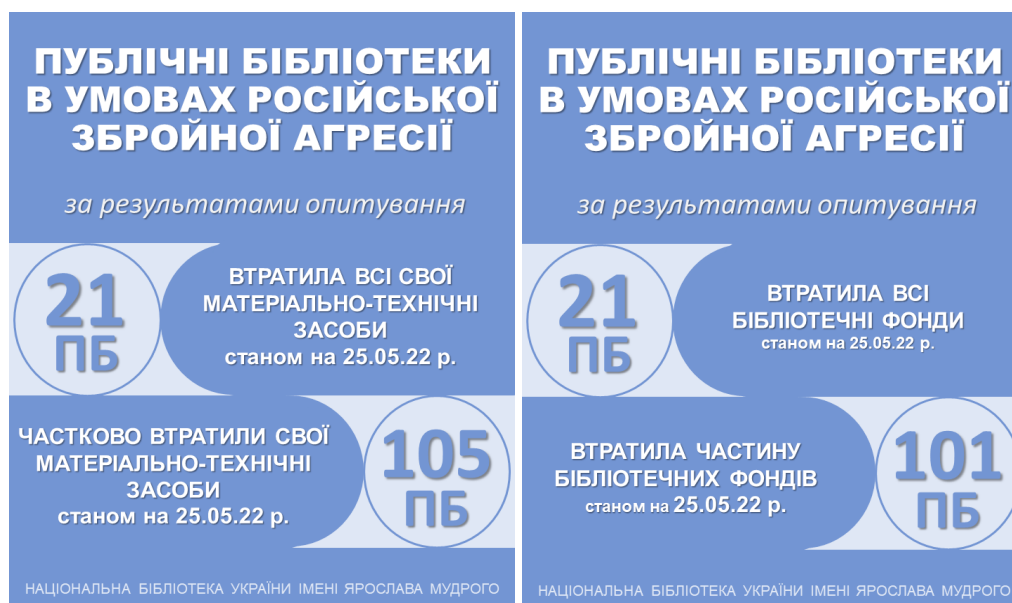 ПУБЛІЧНІ БІБЛІОТЕКИ
В УМОВАХ РОСІЙСЬКОЇ
ЗБРОЙНОЇ АГРЕСІЇ
за результатами опитування
21
ПБ
ВТРАТИЛА ВСІ СВОЇ
МАТЕРІАЛЬНО-ТЕХНІЧНІ
ЗАСОБИ
станом на 25.05.22 р.
ЧАСТКОВО ВТРАТИЛИ СВОЇ
МАТЕРІАЛЬНО-ТЕХНІЧНІ
ЗАСОБИ
станом на 25.05.22 р.
105
ПБ
НАЦІОНАЛЬНА БІБЛІОТЕКА УКРАЇНИ ІМЕНІ ЯРОСЛАВА МУДРОГО
ПУБЛІЧНІ БІБЛІОТЕКИ
В УМОВАХ РОСІЙСЬКОЇ
ЗБРОЙНОЇ АГРЕСІЇ
за результатами опитування
21
ПБ
ВТРАТИЛА ВСІ
БІБЛІОТЕЧНІ ФОНДИ
станом на 25.05.22 р.
ВТРАТИЛА ЧАСТИНУ
БІБЛІОТЕЧНИХ ФОНДІВ
станом на 25.05.22 р.
101
ПБ
НАЦІОНАЛЬНА БІБЛІОТЕКА УКРАЇНИ ІМЕНІ ЯРОСЛАВА МУДРОГО